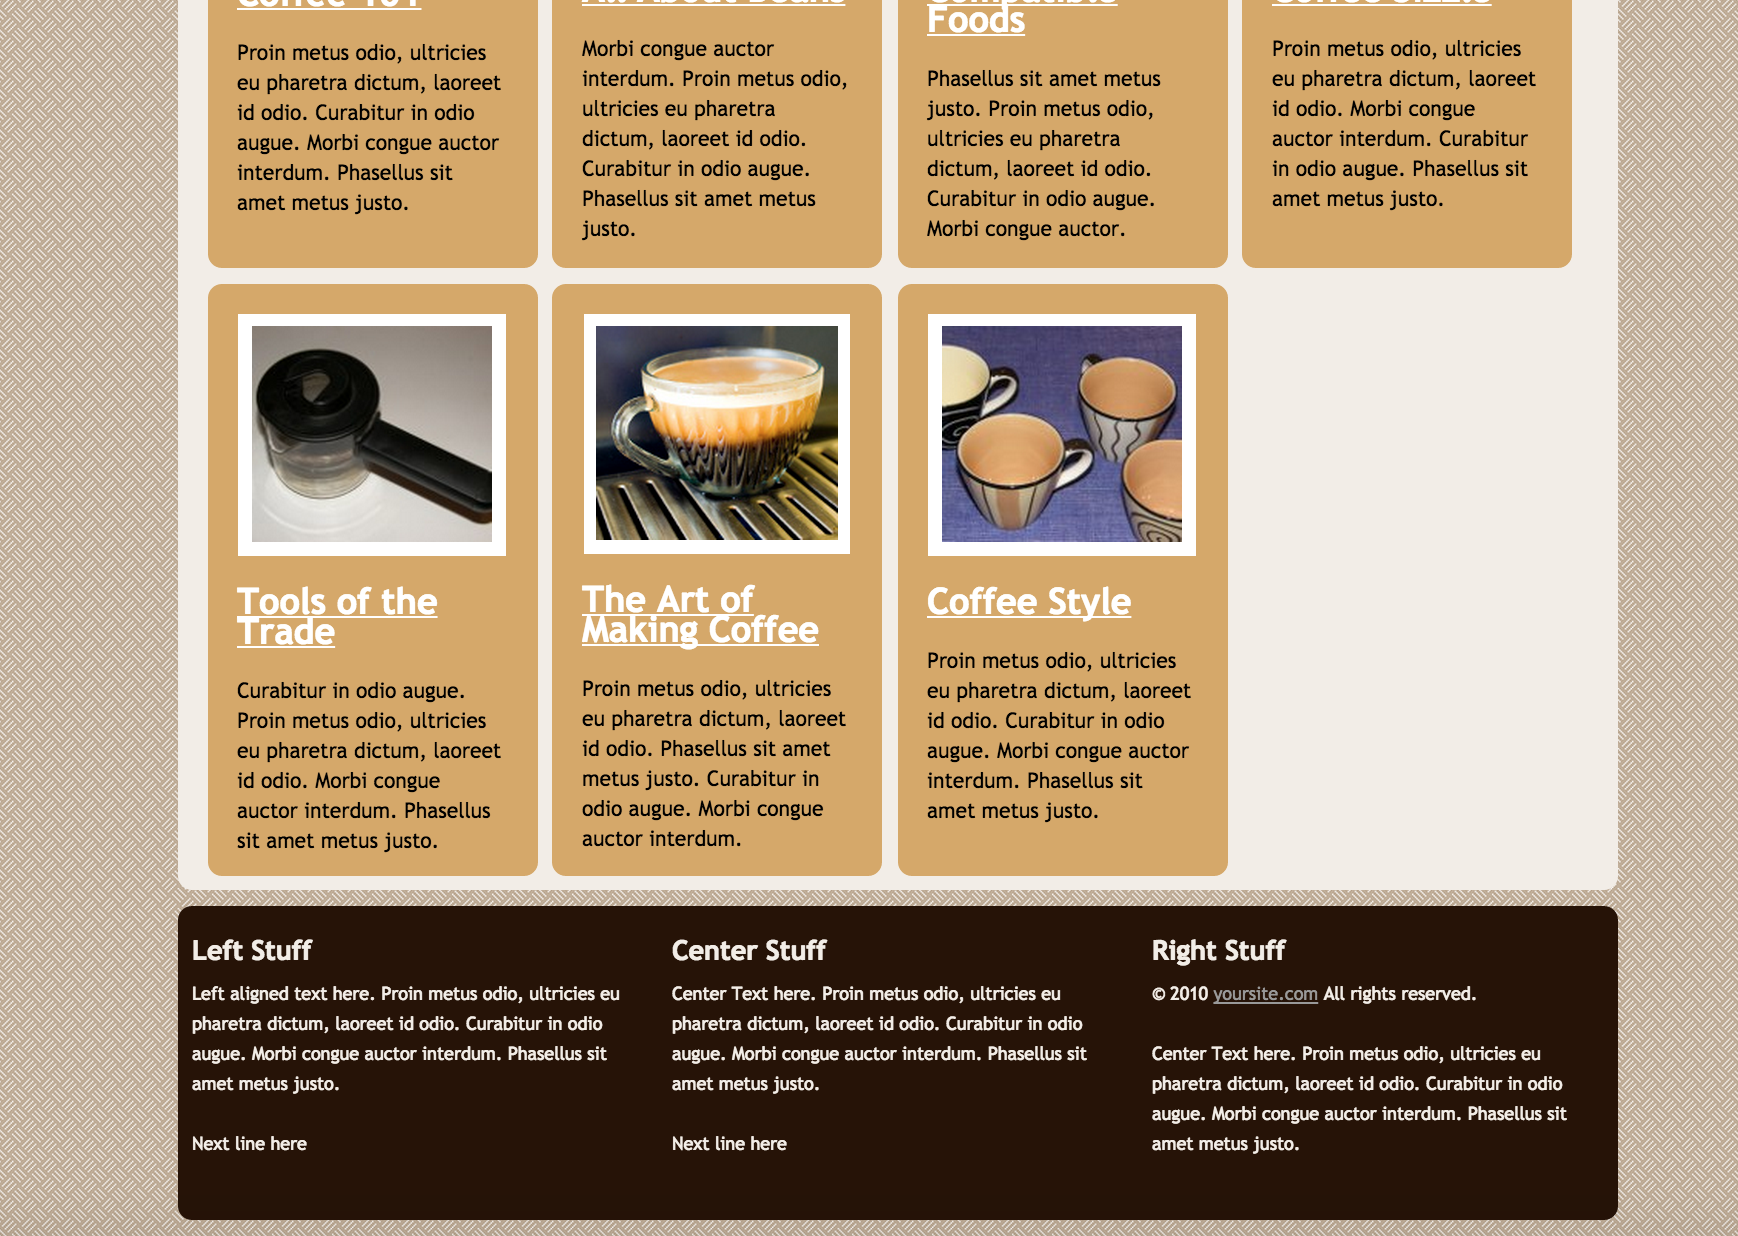 Coffee 101
Proin metus odio, ultricies
eu pharetra dictum, laoreet
id odio. Curabitur in odio
augue. Morbi congue auctor
interdum. Phasellus sit
amet metus justo.
All About Beans
Morbi congue auctor
interdum. Proin metus odio,
ultricies eu pharetra
dictum, laoreet id odio.
Curabitur in odio augue.
Phasellus sit amet metus
justo.
Compatible
Foods
Phasellus sit amet metus
justo. Proin metus odio,
ultricies eu pharetra
dictum, laoreet id odio.
Curabitur in odio augue.
Morbi congue auctor.
Coffee
Proin metus odio, ultricies
eu pharetra dictum, laoreet
id odio. Morbi congue
auctor interdum. Curabitur
in odio augue. Phasellus sit
amet metus justo.
Tools of the
Trade
Curabitur in odio augue.
Proin metus odio, ultricies
eu pharetra dictum, laoreet
id odio. Morbi congue
auctor interdum. Phasellus
sit amet metus justo.
The Art of
Making Coffee
Proin metus odio, ultricies
eu pharetra dictum, laoreet
id odio. Phasellus sit amet
metus justo. Curabitur in
odio augue. Morbi congue
auctor interdum.
Coffee Style
Proin metus odio, ultricies
eu pharetra dictum, laoreet
id odio. Curabitur in odio
augue. Morbi congue auctor
interdum. Phasellus sit
amet metus justo.
Left Stuff
Left aligned text here. Proin metus odio, ultricies eu
pharetra dictum, laoreet id odio. Curabitur in odio
augue. Morbi congue auctor interdum. Phasellus sit
amet metus justo.
Next line here
Center Stuff
Center Text here. Proin metus odio, ultricies eu
pharetra dictum, laoreet id odio. Curabitur in odio
augue. Morbi congue auctor interdum. Phasellus sit
amet metus justo.
Next line here
Right Stuff
© 2010 yoursite.com All rights reserved.
Center Text here. Proin metus odio, ultricies eu
pharetra dictum, laoreet id odio. Curabitur in odio
augue. Morbi congue auctor interdum. Phasellus sit
amet metus justo.